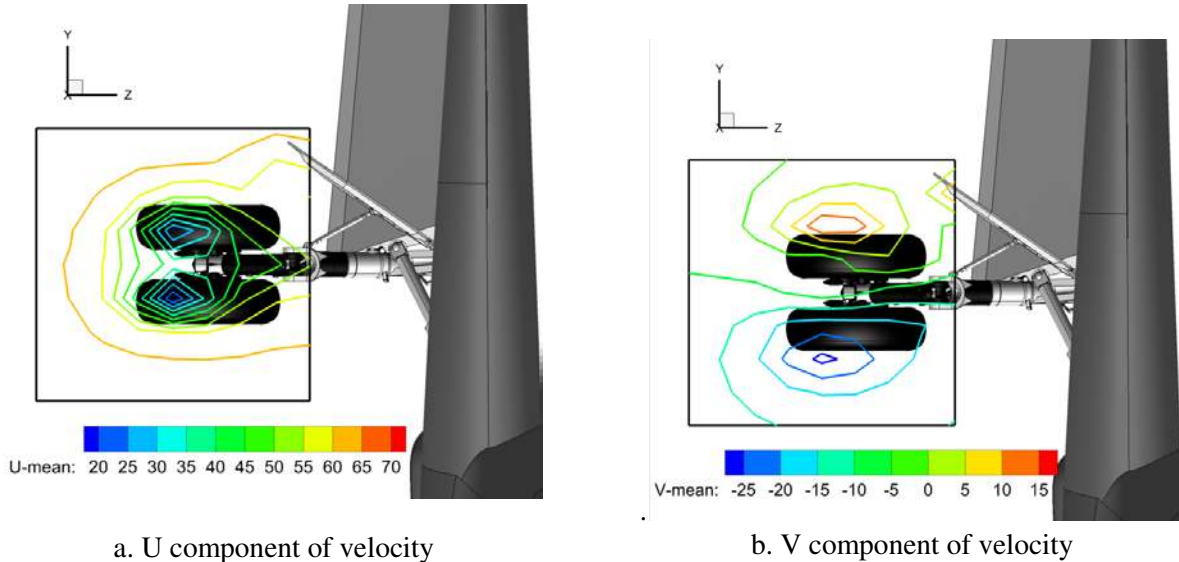 Y
X
Z
U-mean: 20 25 30 35 40 45 50 55 60 65 70
a. U component of velocity
Y
X
Z
V-mean: -25 -20 -15 -10 -5 0 5 10 15
.
b. V component of velocity